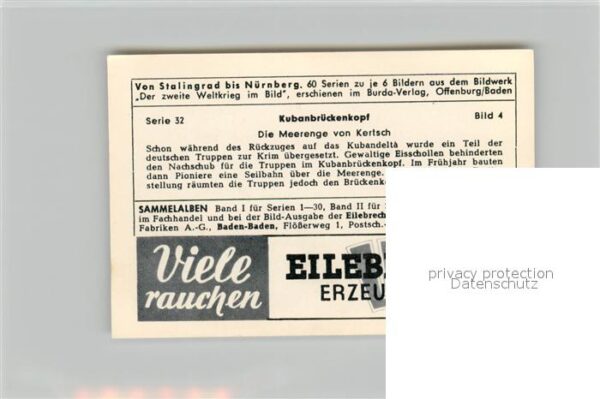 Von Stalingrad bis Nürnberg. 60 Serien zu je 6 Bildern aus dem Bildwerk
„Der zweite Weltkrieg im Bild", erschienen im Burda-Verlag, Offenburg/Baden
Serie 32 Kubanbrückenkopf Bild 4
Die Meerenge von Kertsch
Schon während des Rückzuges auf das Kubandelta wurde ein Teil der
deutschen Truppen zur Krim übergesetzt. Gewaltige Eisschollen behinderten
den Nachschub für die Truppen im Kubanbrückenkopf. Im Frühjahr bauten
dann Pioniere eine Seilbahn über die Meerenge.
stellung räumten die Truppen jedoch den Brücken
SAMMELALBEN Band I für Serien 1—30, Band II für
im Fachhandel und bei der Bild-Ausgabe der Eilebrec
Fabriken A.-G., Baden-Baden, Flößerweg 1, Postsch.-
Viele
rauchen
EILEB
ERZEU
privacy protection
Datenschutz